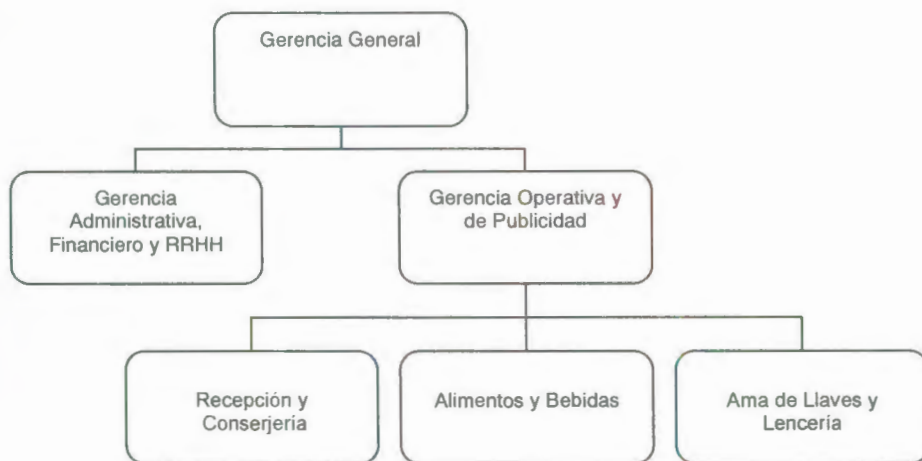 Gerencia General
Gerencia
Administrativa,
Financiero y RRHH
Gerencia Operativa y
de Publicidad
Recepción y
Conserjería
Alimentos y Bebidas
Ama de Llaves y
Lencería